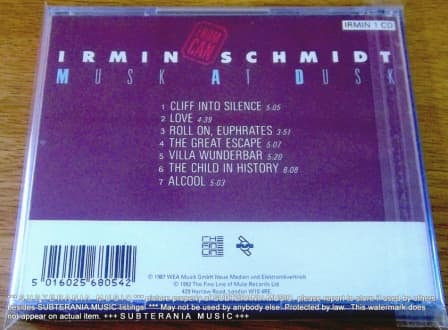 IRMIN 1 CD
FROM CAN
IRMIN SCHMIDT
MUSK AT DUSK
1 CLIFF INTO SILENCE 5:05
2 LOVE 4:39
3 ROLL ON, EUPHRATES 3:51
4 THE GREAT ESCAPE 5:07
5 VILLA WUNDERBAR 5:20
6 THE CHILD IN HISTORY 6:08
7 ALCOOL 5:03
THE FINE LINE
5 016025 680542
℗ 1987 WEA Musik GmbH Neue Medien und Elektronikvertrieb
© 1992 The Fine Line of Mute Records Ltd
429 Harrow Road, London W10 4RE.
besides SUBTERANIA MUSIC listings! *** May not be used by anybody else. Protected by law. This watermark does
not appear on actual item. +++ SUBTERANIA MUSIC +++